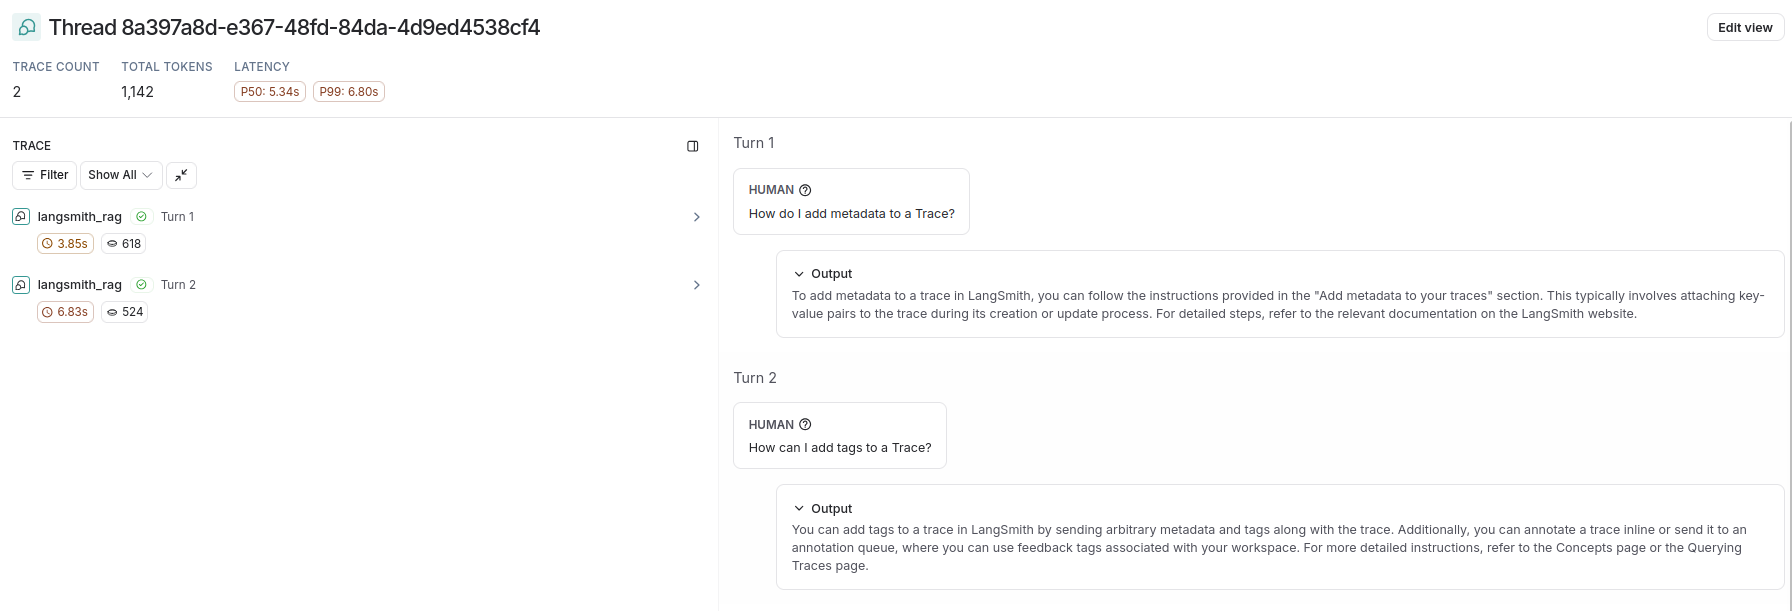 Thread 8a397a8d-e367-48fd-84da-4d9ed4538cf4
Edit view
TRACE COUNT
2
TOTAL TOKENS
1,142
LATENCY
P50: 5.34s
P99: 6.80s
TRACE
Filter
Show All
langsmith_rag Turn 1
3.85s 618
langsmith_rag Turn 2
6.83s 524
Turn 1
HUMAN
How do I add metadata to a Trace?
Output
To add metadata to a trace in LangSmith, you can follow the instructions provided in the "Add metadata to your traces" section. This typically involves attaching key-
value pairs to the trace during its creation or update process. For detailed steps, refer to the relevant documentation on the LangSmith website.
Turn 2
HUMAN
How can I add tags to a Trace?
Output
You can add tags to a trace in LangSmith by sending arbitrary metadata and tags along with the trace. Additionally, you can annotate a trace inline or send it to an
annotation queue, where you can use feedback tags associated with your workspace. For more detailed instructions, refer to the Concepts page or the Querying
Traces page.